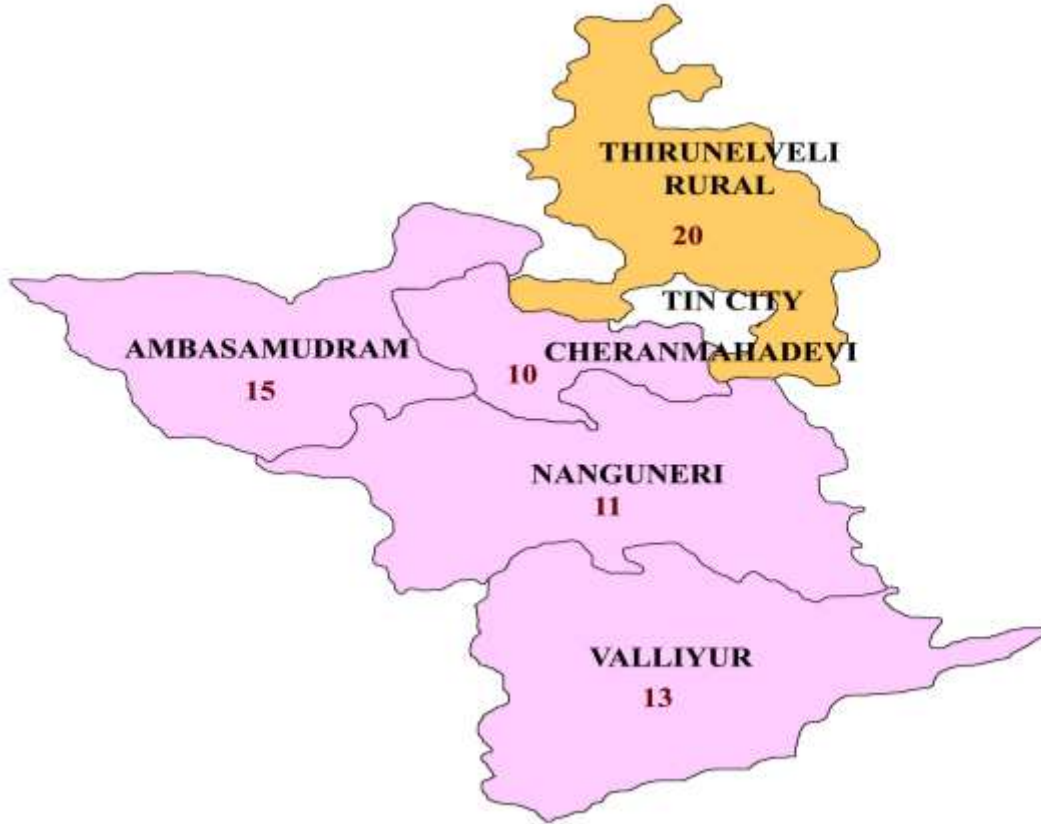 THIRUNELVELI
RURAL
20
TIN CITY
AMBASAMUDRAM
15
CHERANMAHADEVI
10
NANGUNERI
11
VALLIYUR
13